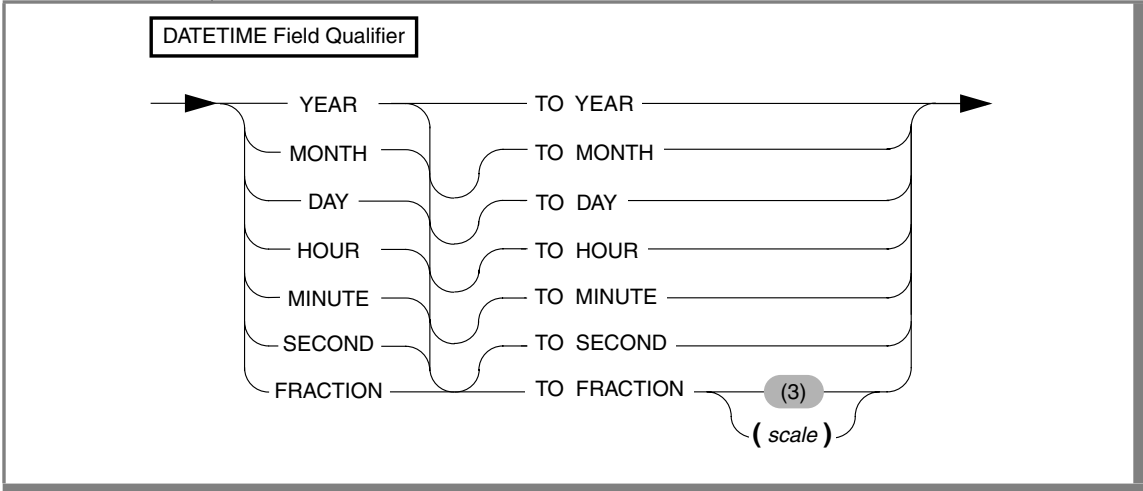 DATETIME Field Qualifier
YEAR TO YEAR
MONTH TO MONTH
DAY TO DAY
HOUR TO HOUR
MINUTE TO MINUTE
SECOND TO SECOND
FRACTION TO FRACTION (3)
( scale )